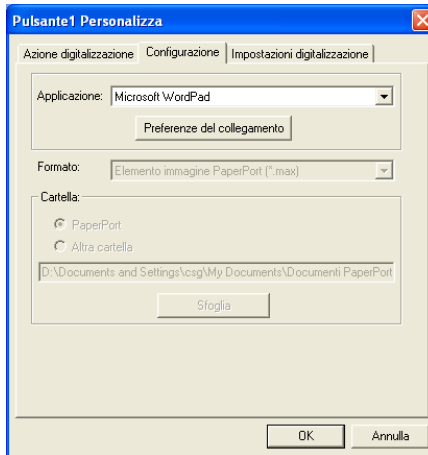 Pulsante1 Personalizza
Azione digitalizzazione Configurazione Impostazioni digitalizzazione
Applicazione: Microsoft WordPad
Preferenze del collegamento
Formato: Elemento immagine PaperPort (*.max)
Cartella:
PaperPort
Altra cartella
D:\Documents and Settings\csg\My Documents\Documenti PaperPort
Sfoglia
OK Annulla